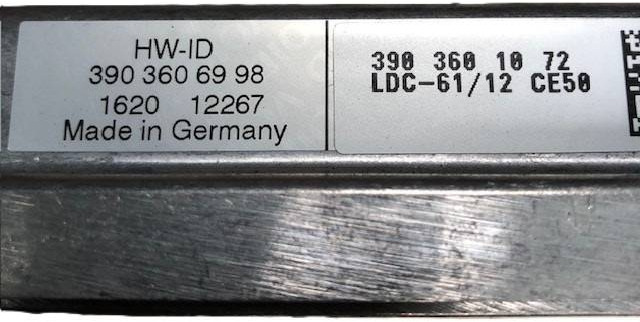 HW-ID
390 360 69 98
1620 12267
Made in Germany
390 360 10 72
LDC-61/12 CE50